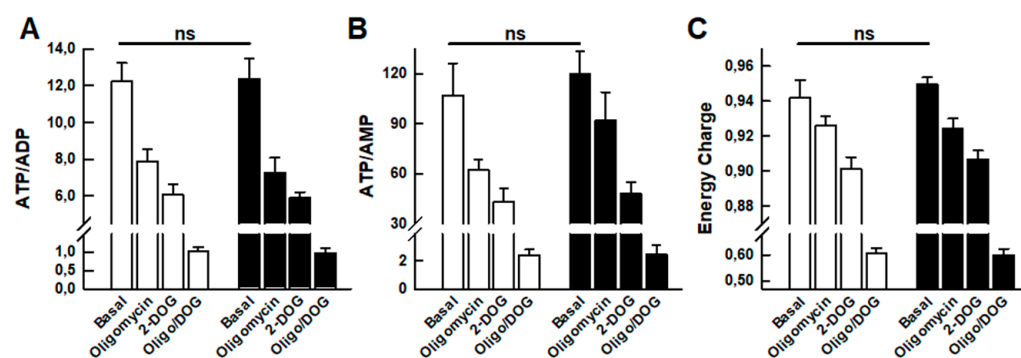 A
ns
ATP/ADP
14,0
12,0
10,0
8,0
6,0
1,0
0,5
0,0
Basal
Oligomycin
2-DOG
Oligo/DOG
Basal
Oligomycin
2-DOG
Oligo/DOG
B
ns
ATP/AMP
120
90
60
30
2
0
Basal
Oligomycin
2-DOG
Oligo/DOG
Basal
Oligomycin
2-DOG
Oligo/DOG
C
ns
Energy Charge
0,96
0,94
0,92
0,90
0,88
0,60
0,50
Basal
Oligomycin
2-DOG
Oligo/DOG
Basal
Oligomycin
2-DOG
Oligo/DOG